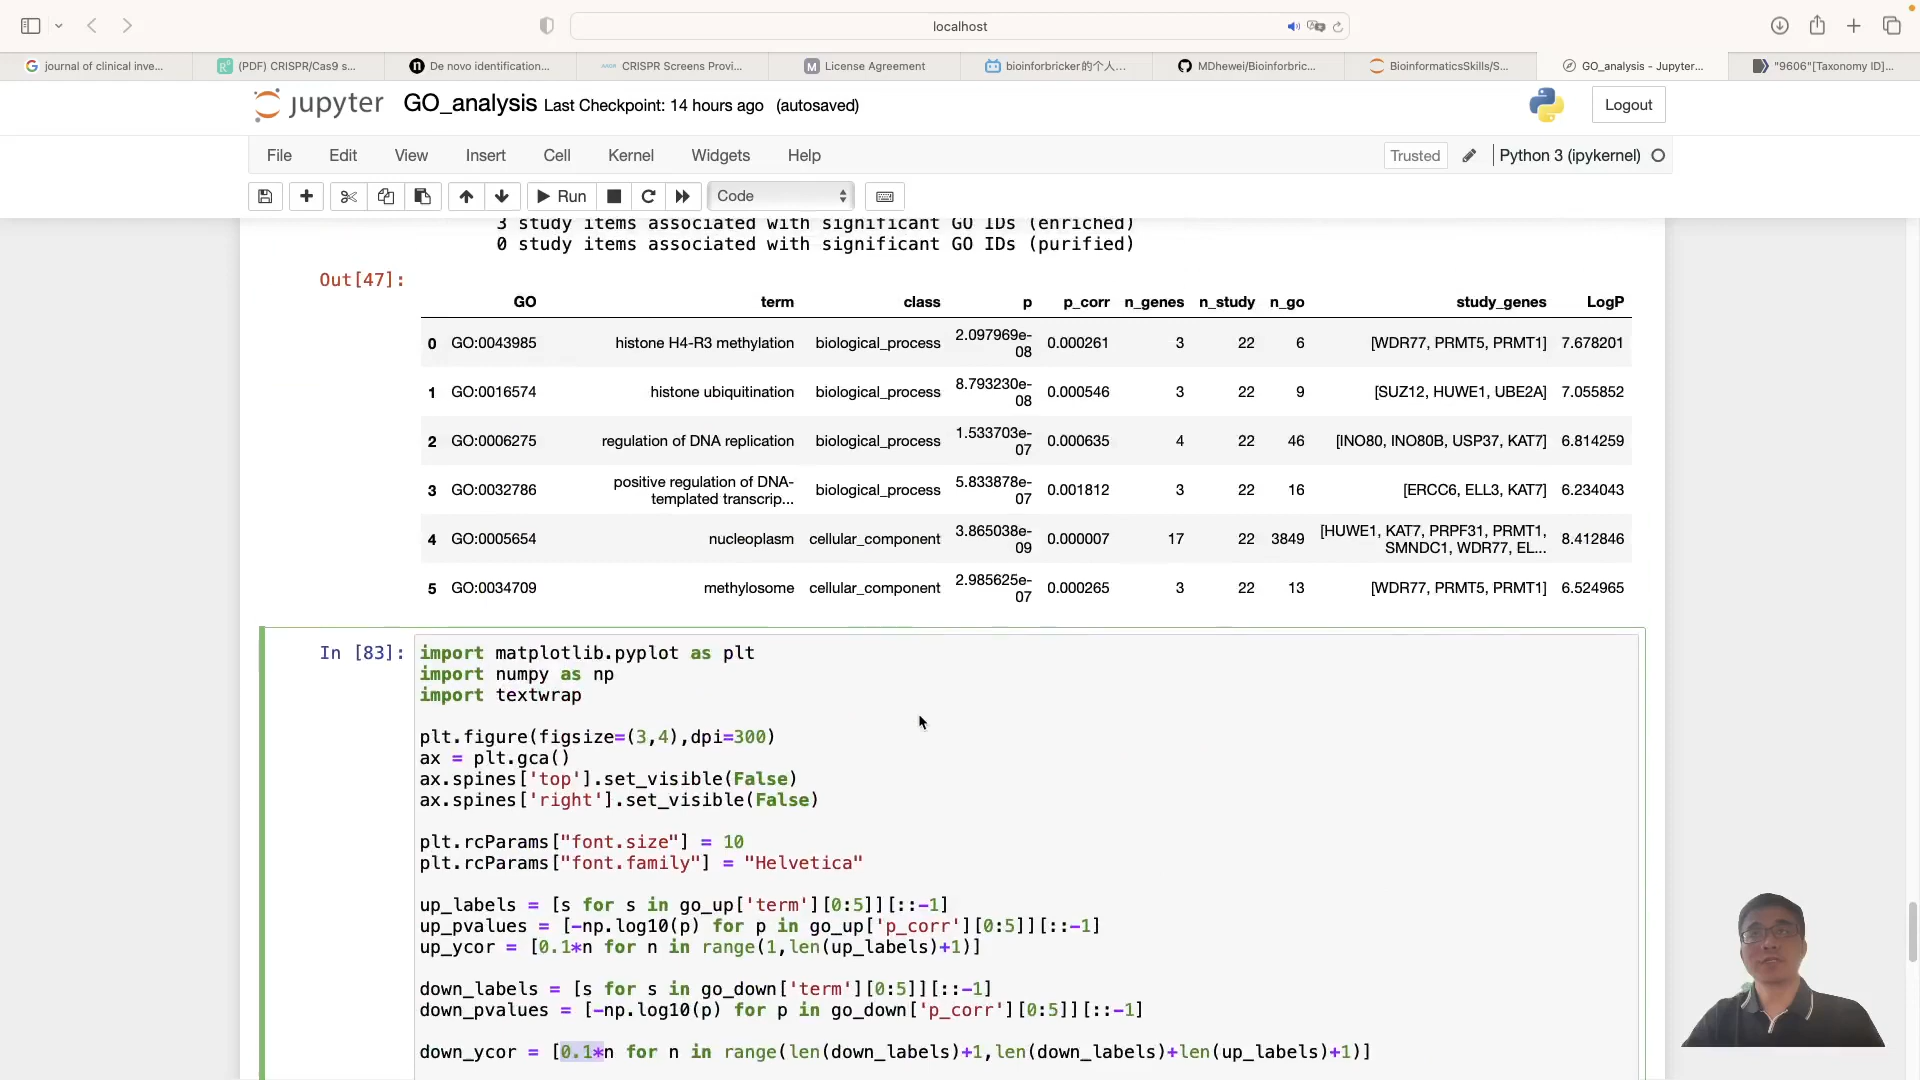 localhost
journal of clinical inve...
(PDF) CRISPR/Cas9 s...
De novo identification...
CRISPR Screens Provi...
License Agreement
bioinforbricker的个人...
MDhewei/Bioinforbric...
BioinformaticsSkills/S...
GO_analysis - Jupyter...
"9606"[Taxonomy ID]...
jupyter GO_analysis Last Checkpoint: 14 hours ago (autosaved)
Logout
File Edit View Insert Cell Kernel Widgets Help
Trusted Python 3 (ipykernel)
Run Code
3 study items associated with significant GO IDs (enriched)
0 study items associated with significant GO IDs (purified)
Out[47]:
GO term class p p_corr n_genes n_study n_go study_genes LogP
0 GO:0043985 histone H4-R3 methylation biological_process 2.097969e-08 0.000261 3 22 6 [WDR77, PRMT5, PRMT1] 7.678201
1 GO:0016574 histone ubiquitination biological_process 8.793230e-08 0.000546 3 22 9 [SUZ12, HUWE1, UBE2A] 7.055852
2 GO:0006275 regulation of DNA replication biological_process 1.533703e-07 0.000635 4 22 46 [INO80, INO80B, USP37, KAT7] 6.814259
3 GO:0032786 positive regulation of DNA-templated transcrip... biological_process 5.833878e-07 0.001812 3 22 16 [ERCC6, ELL3, KAT7] 6.234043
4 GO:0005654 nucleoplasm cellular_component 3.865038e-09 0.000007 17 22 3849 [HUWE1, KAT7, PRPF31, PRMT1, SMNDC1, WDR77, EL... 8.412846
5 GO:0034709 methylosome cellular_component 2.985625e-07 0.000265 3 22 13 [WDR77, PRMT5, PRMT1] 6.524965
In [83]:
import matplotlib.pyplot as plt
import numpy as np
import textwrap
plt.figure(figsize=(3,4),dpi=300)
ax = plt.gca()
ax.spines['top'].set_visible(False)
ax.spines['right'].set_visible(False)
plt.rcParams["font.size"] = 10
plt.rcParams["font.family"] = "Helvetica"
up_labels = [s for s in go_up['term'][0:5]][::-1]
up_pvalues = [-np.log10(p) for p in go_up['p_corr'][0:5]][::-1]
up_ycor = [0.1*n for n in range(1,len(up_labels)+1)]
down_labels = [s for s in go_down['term'][0:5]][::-1]
down_pvalues = [-np.log10(p) for p in go_down['p_corr'][0:5]][::-1]
down_ycor = [0.1*n for n in range(len(down_labels)+1,len(down_labels)+len(up_labels)+1)]